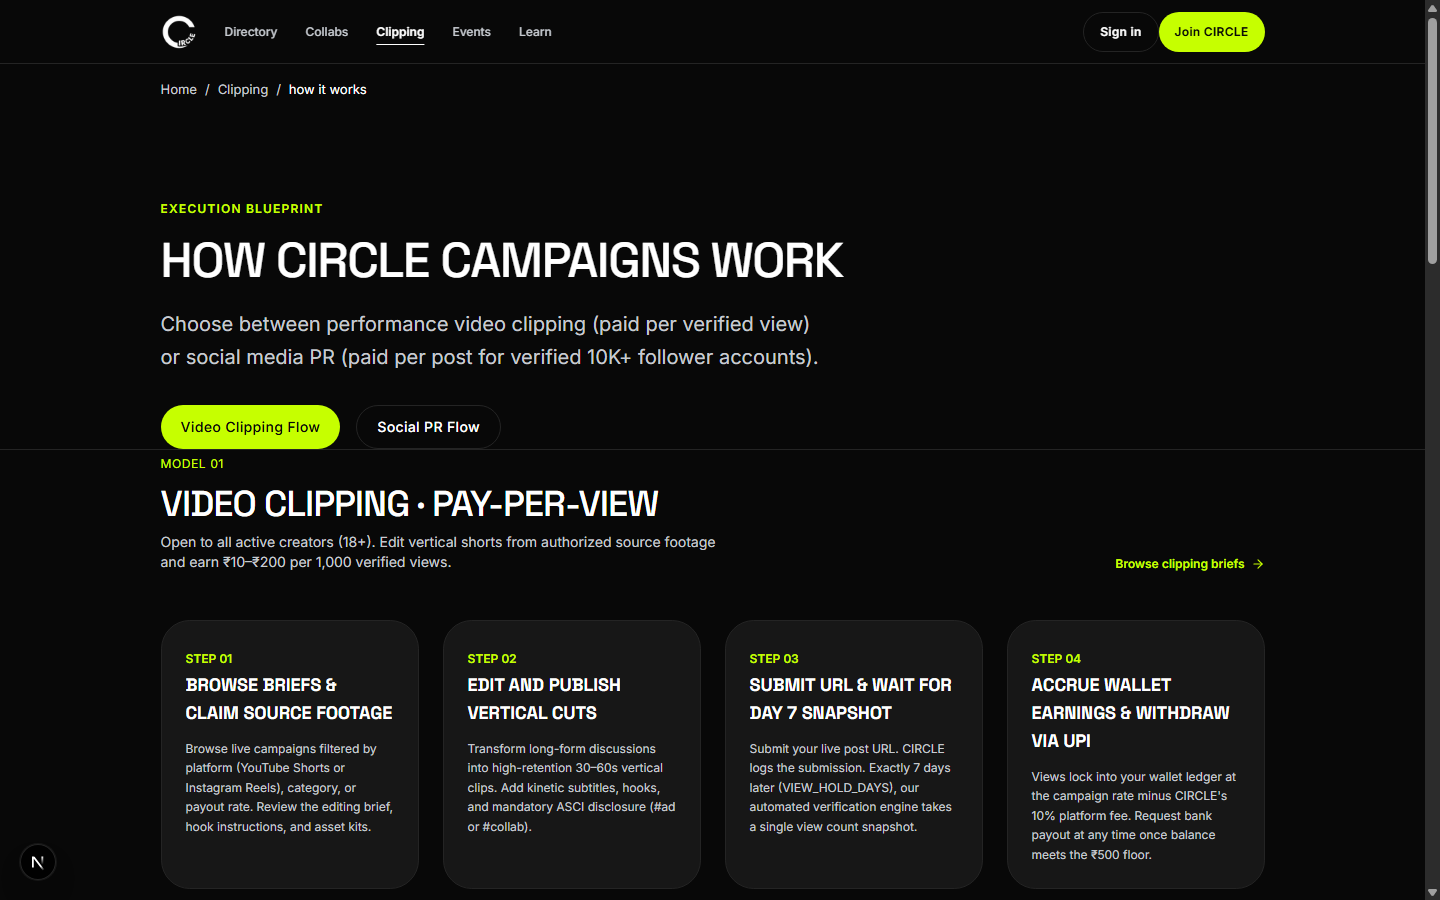 CIRCLE
Directory
Collabs
Clipping
Events
Learn
Sign in
Join CIRCLE
Home / Clipping / how it works
EXECUTION BLUEPRINT
HOW CIRCLE CAMPAIGNS WORK
Choose between performance video clipping (paid per verified view)
or social media PR (paid per post for verified 10K+ follower accounts).
Video Clipping Flow
Social PR Flow
MODEL 01
VIDEO CLIPPING · PAY-PER-VIEW
Open to all active creators (18+). Edit vertical shorts from authorized source footage
and earn ₹10–₹200 per 1,000 verified views.
Browse clipping briefs →
STEP 01
BROWSE BRIEFS &
CLAIM SOURCE FOOTAGE
Browse live campaigns filtered by
platform (YouTube Shorts or
Instagram Reels), category, or
payout rate. Review the editing brief,
hook instructions, and asset kits.
STEP 02
EDIT AND PUBLISH
VERTICAL CUTS
Transform long-form discussions
into high-retention 30–60s vertical
clips. Add kinetic subtitles, hooks,
and mandatory ASCI disclosure (#ad
or #collab).
STEP 03
SUBMIT URL & WAIT FOR
DAY 7 SNAPSHOT
Submit your live post URL. CIRCLE
logs the submission. Exactly 7 days
later (VIEW_HOLD_DAYS), our
automated verification engine takes
a single view count snapshot.
STEP 04
ACCRUE WALLET
EARNINGS & WITHDRAW
VIA UPI
Views lock into your wallet ledger at
the campaign rate minus CIRCLE's
10% platform fee. Request bank
payout at any time once balance
meets the ₹500 floor.
N